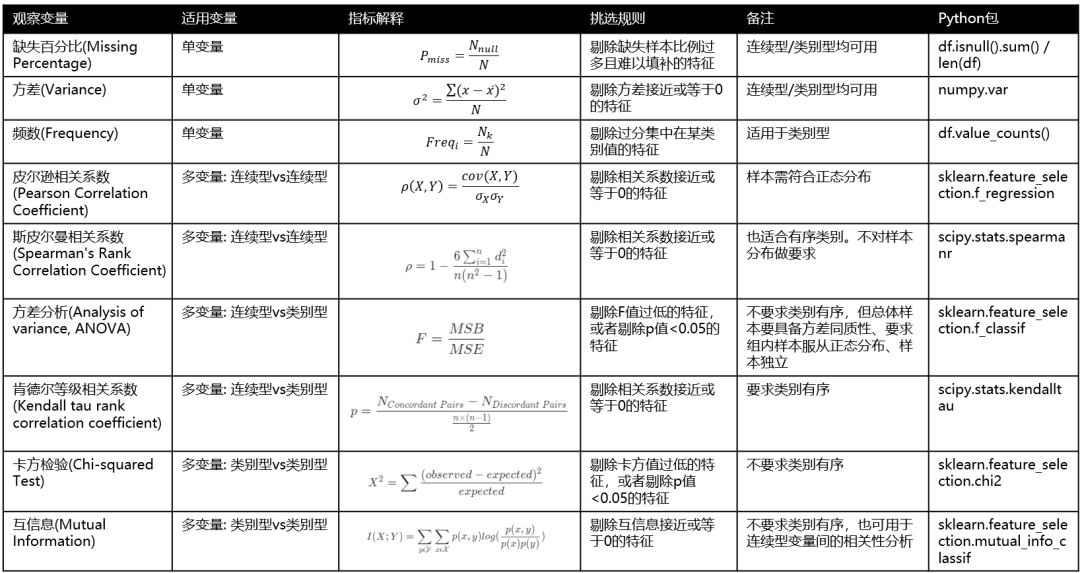 观察变量 适用变量 指标解释 挑选规则 备注 Python包
缺失百分比(Missing
Percentage)
单变量
P_{miss} = \frac{N_{null}}{N}
剔除缺失样本比例过
多且难以填补的特征
连续型/类别型均可用
df.isnull().sum() /
len(df)
方差(Variance)
单变量
σ^2 = \frac{∑(x - x̄)^2}{N}
剔除方差接近或等于0
的特征
连续型/类别型均可用
numpy.var
频数(Frequency)
单变量
Freq_i = \frac{N_k}{N}
剔除过分集中在某类
别值的特征
适用于类别型
df.value_counts()
皮尔逊相关系数
(Pearson Correlation
Coefficient)
多变量: 连续型vs连续型
ρ(X,Y) = \frac{cov(X,Y)}{σ_Xσ_Y}
剔除相关系数接近或
等于0的特征
样本需符合正态分布
sklearn.feature_sele
ction.f_regression
斯皮尔曼相关系数
(Spearman's Rank
Correlation Coefficient)
多变量: 连续型vs连续型
ρ = 1 - \frac{6∑_{i=1}^{n} d_i^2}{n(n^2 - 1)}
剔除相关系数接近或
等于0的特征
也适合有序类别。不对样本
分布做要求
scipy.stats.spearma
nr
方差分析(Analysis of
variance, ANOVA)
多变量: 连续型vs类别型
F = \frac{MSB}{MSE}
剔除F值过低的特征，
或者剔除p值<0.05的
特征
不要求类别有序，但总体样
本要具备方差同质性、要求
组内样本服从正态分布、样
本独立
sklearn.feature_sele
ction.f_classif
肯德尔等级相关系数
(Kendall tau rank
correlation coefficient)
多变量: 连续型vs类别型
p = \frac{N_{Concordant Pairs} - N_{Discordant Pairs}}{\frac{n×(n-1)}{2}}
剔除相关系数接近或
等于0的特征
要求类别有序
scipy.stats.kendallt
au
卡方检验(Chi-squared
Test)
多变量: 类别型vs类别型
X^2 = ∑\frac{(observed - expected)^2}{expected}
剔除卡方值过低的特
征，或者剔除p值
<0.05的特征
不要求类别有序
sklearn.feature_sele
ction.chi2
互信息(Mutual
Information)
多变量: 类别型vs类别型
I(X;Y) = ∑_{y∈𝒴} ∑_{x∈𝒳} p(x,y)log(\frac{p(x,y)}{p(x)p(y)})
剔除互信息接近或等
于0的特征
不要求类别有序，也可用于
连续型变量间的相关性分析
sklearn.feature_sele
ction.mutual_info_c
lassif